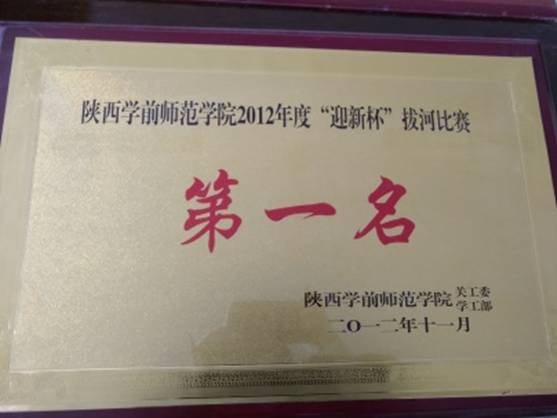 陕西学前师范学院2012年度“迎新杯”拔河比赛
第一名
陕西学前师范学院 关工委
学工部
二〇一二年十一月